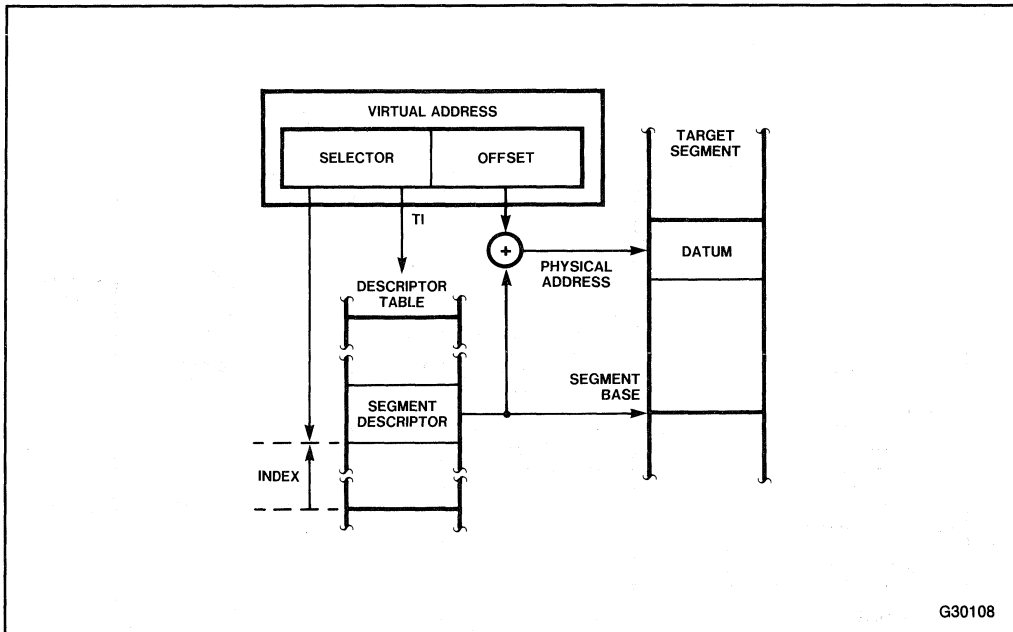 VIRTUAL ADDRESS
SELECTOR
OFFSET
TI
+
PHYSICAL
ADDRESS
TARGET
SEGMENT
DATUM
DESCRIPTOR
TABLE
SEGMENT
DESCRIPTOR
SEGMENT
BASE
INDEX
G30108